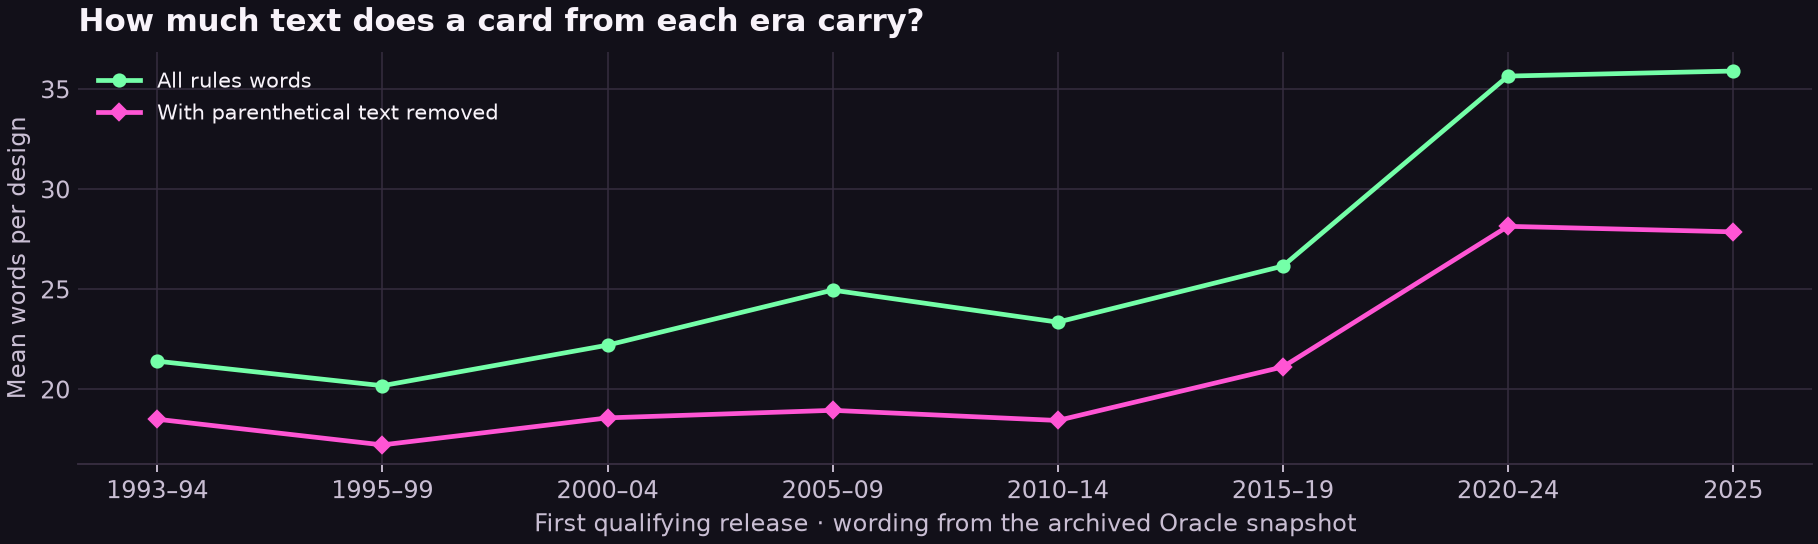 How much text does a card from each era carry?
All rules words
With parenthetical text removed
Mean words per design
35
30
25
20
1993–94
1995–99
2000–04
2005–09
2010–14
2015–19
2020–24
2025
First qualifying release · wording from the archived Oracle snapshot